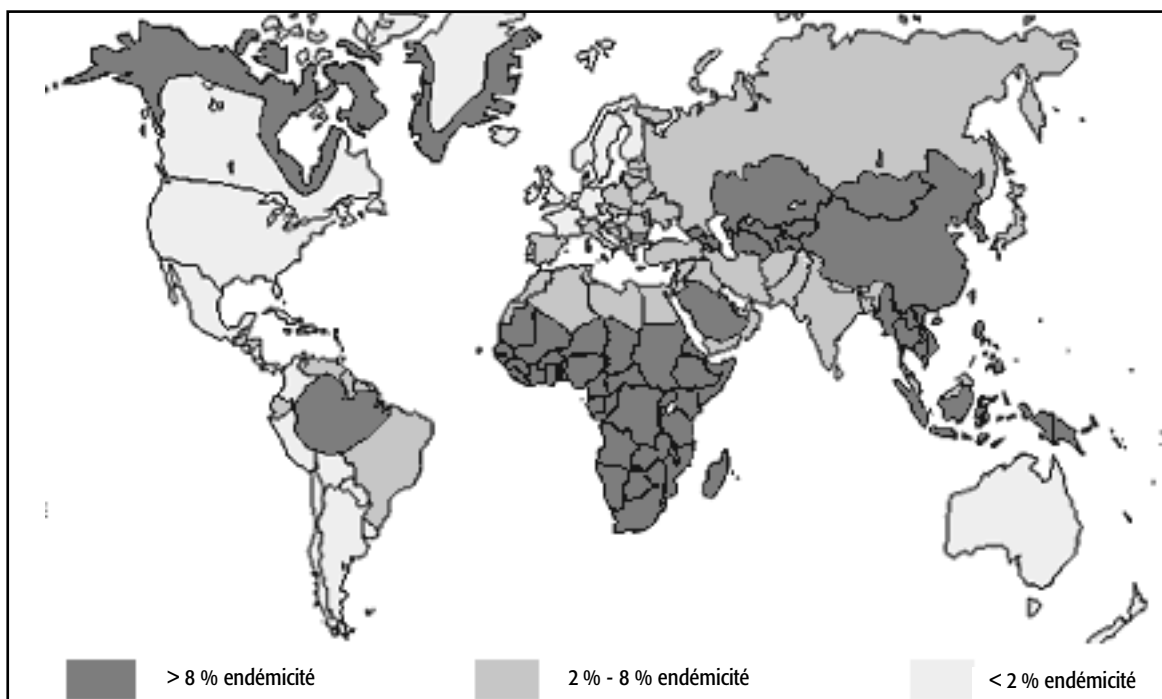 > 8 % endémicité
2 % - 8 % endémicité
< 2 % endémicité